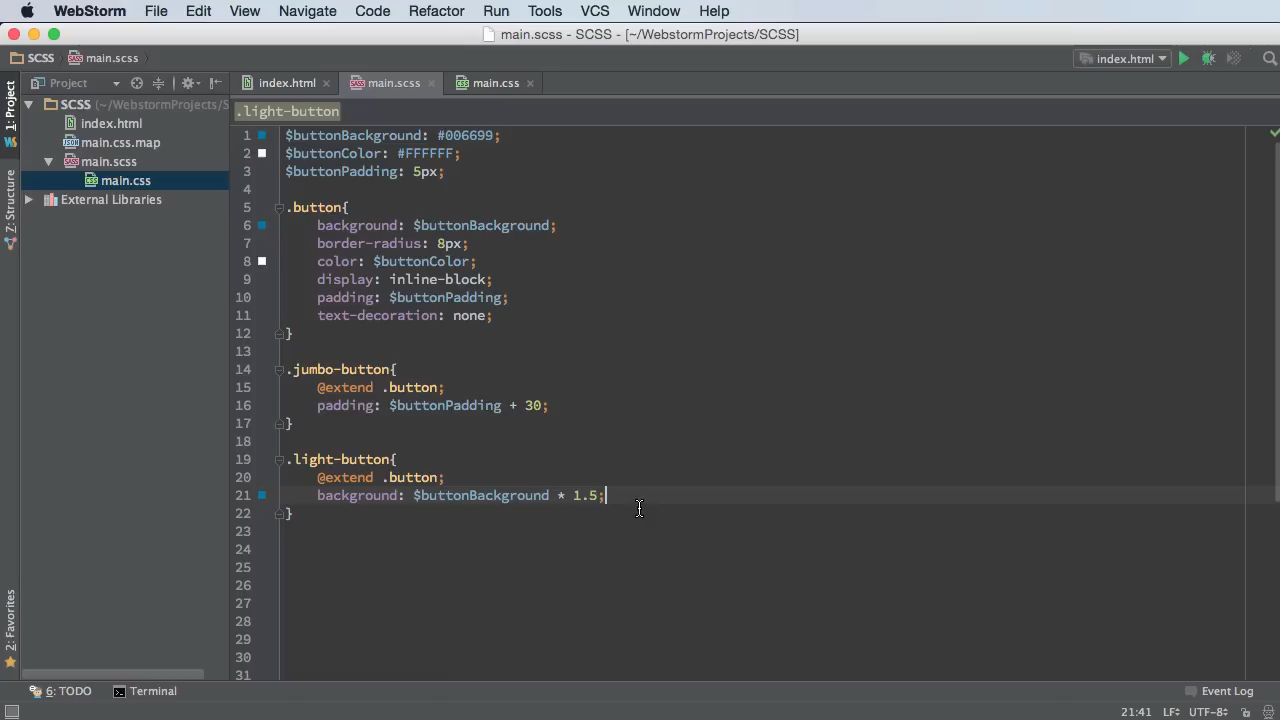 WebStorm File Edit View Navigate Code Refactor Run Tools VCS Window Help
main.scss - SCSS - [~/WebstormProjects/SCSS]
SCSS main.scss index.html
1: Project
Z: Structure
2: Favorites
Project
SCSS (~/WebstormProjects/S
index.html
main.css.map
main.scss
main.css
External Libraries
index.html main.scss main.css
.light-button
1 $buttonBackground: #006699;
2 $buttonColor: #FFFFFF;
3 $buttonPadding: 5px;
4
5 .button{
6 background: $buttonBackground;
7 border-radius: 8px;
8 color: $buttonColor;
9 display: inline-block;
10 padding: $buttonPadding;
11 text-decoration: none;
12 }
13
14 .jumbo-button{
15 @extend .button;
16 padding: $buttonPadding + 30;
17 }
18
19 .light-button{
20 @extend .button;
21 background: $buttonBackground * 1.5;
22 }
23
24
25
26
27
28
29
30
31
6: TODO Terminal Event Log
21:41 LF UTF-8